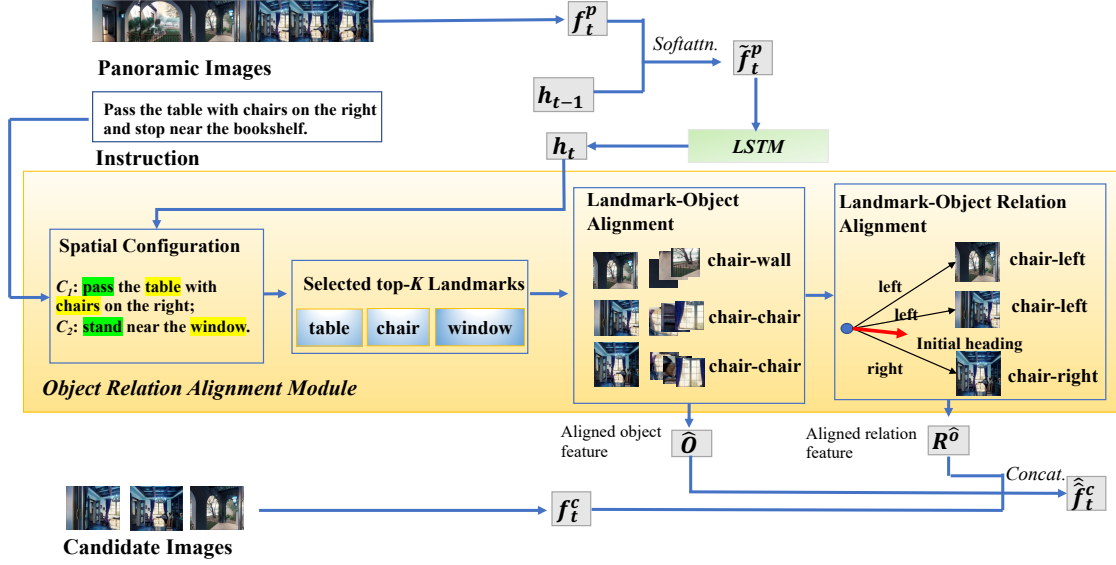 Panoramic Images
f_t^p
Softattn.
f̃_t^p
h_{t-1}
Pass the table with chairs on the right
and stop near the bookshelf.
Instruction
h_t
LSTM
Spatial Configuration
C₁: pass the table with
chairs on the right;
C₂: stand near the window.
Selected top-K Landmarks
table
chair
window
Landmark-Object
Alignment
chair-wall
chair-chair
chair-chair
Landmark-Object Relation
Alignment
left
chair-left
left
chair-left
Initial heading
right
chair-right
Object Relation Alignment Module
Aligned object
feature
Ô
Aligned relation
feature
R^ô
Concat.
f̂̂_t^c
f_t^c
Candidate Images